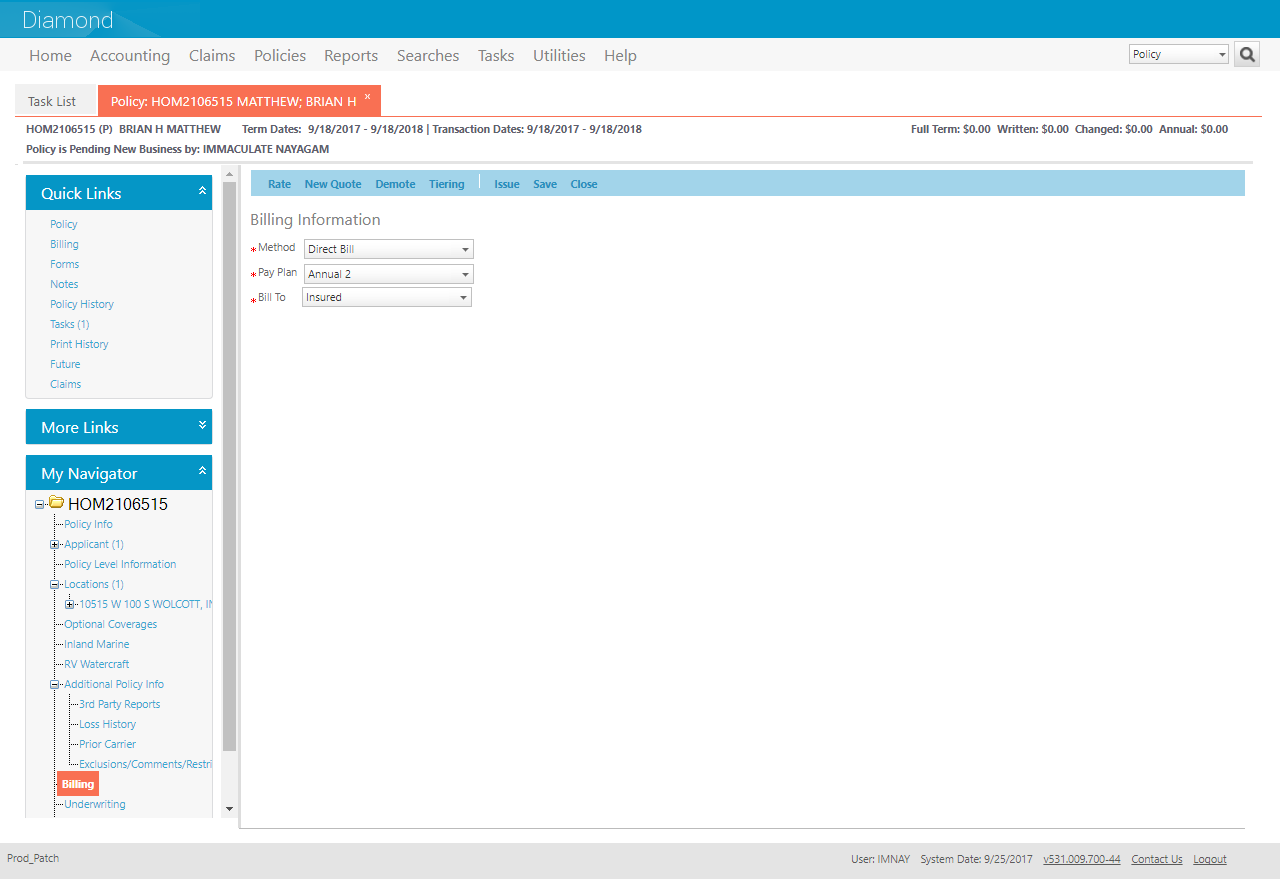 Diamond
Home Accounting Claims Policies Reports Searches Tasks Utilities Help Policy
Task List Policy: HOM2106515 MATTHEW; BRIAN H ×
HOM2106515 (P) BRIAN H MATTHEW Term Dates: 9/18/2017 - 9/18/2018 | Transaction Dates: 9/18/2017 - 9/18/2018 Full Term: $0.00 Written: $0.00 Changed: $0.00 Annual: $0.00
Policy is Pending New Business by: IMMACULATE NAYAGAM
Quick Links
Policy
Billing
Forms
Notes
Policy History
Tasks (1)
Print History
Future
Claims
More Links
My Navigator
HOM2106515
Policy Info
Applicant (1)
Policy Level Information
Locations (1)
10515 W 100 S WOLCOTT, IN
Optional Coverages
Inland Marine
RV Watercraft
Additional Policy Info
3rd Party Reports
Loss History
Prior Carrier
Exclusions/Comments/Restri
Billing
Underwriting
Rate New Quote Demote Tiering Issue Save Close
Billing Information
* Method Direct Bill
* Pay Plan Annual 2
* Bill To Insured
Prod_Patch User: IMNAY System Date: 9/25/2017 v531.009.700-44 Contact Us Logout